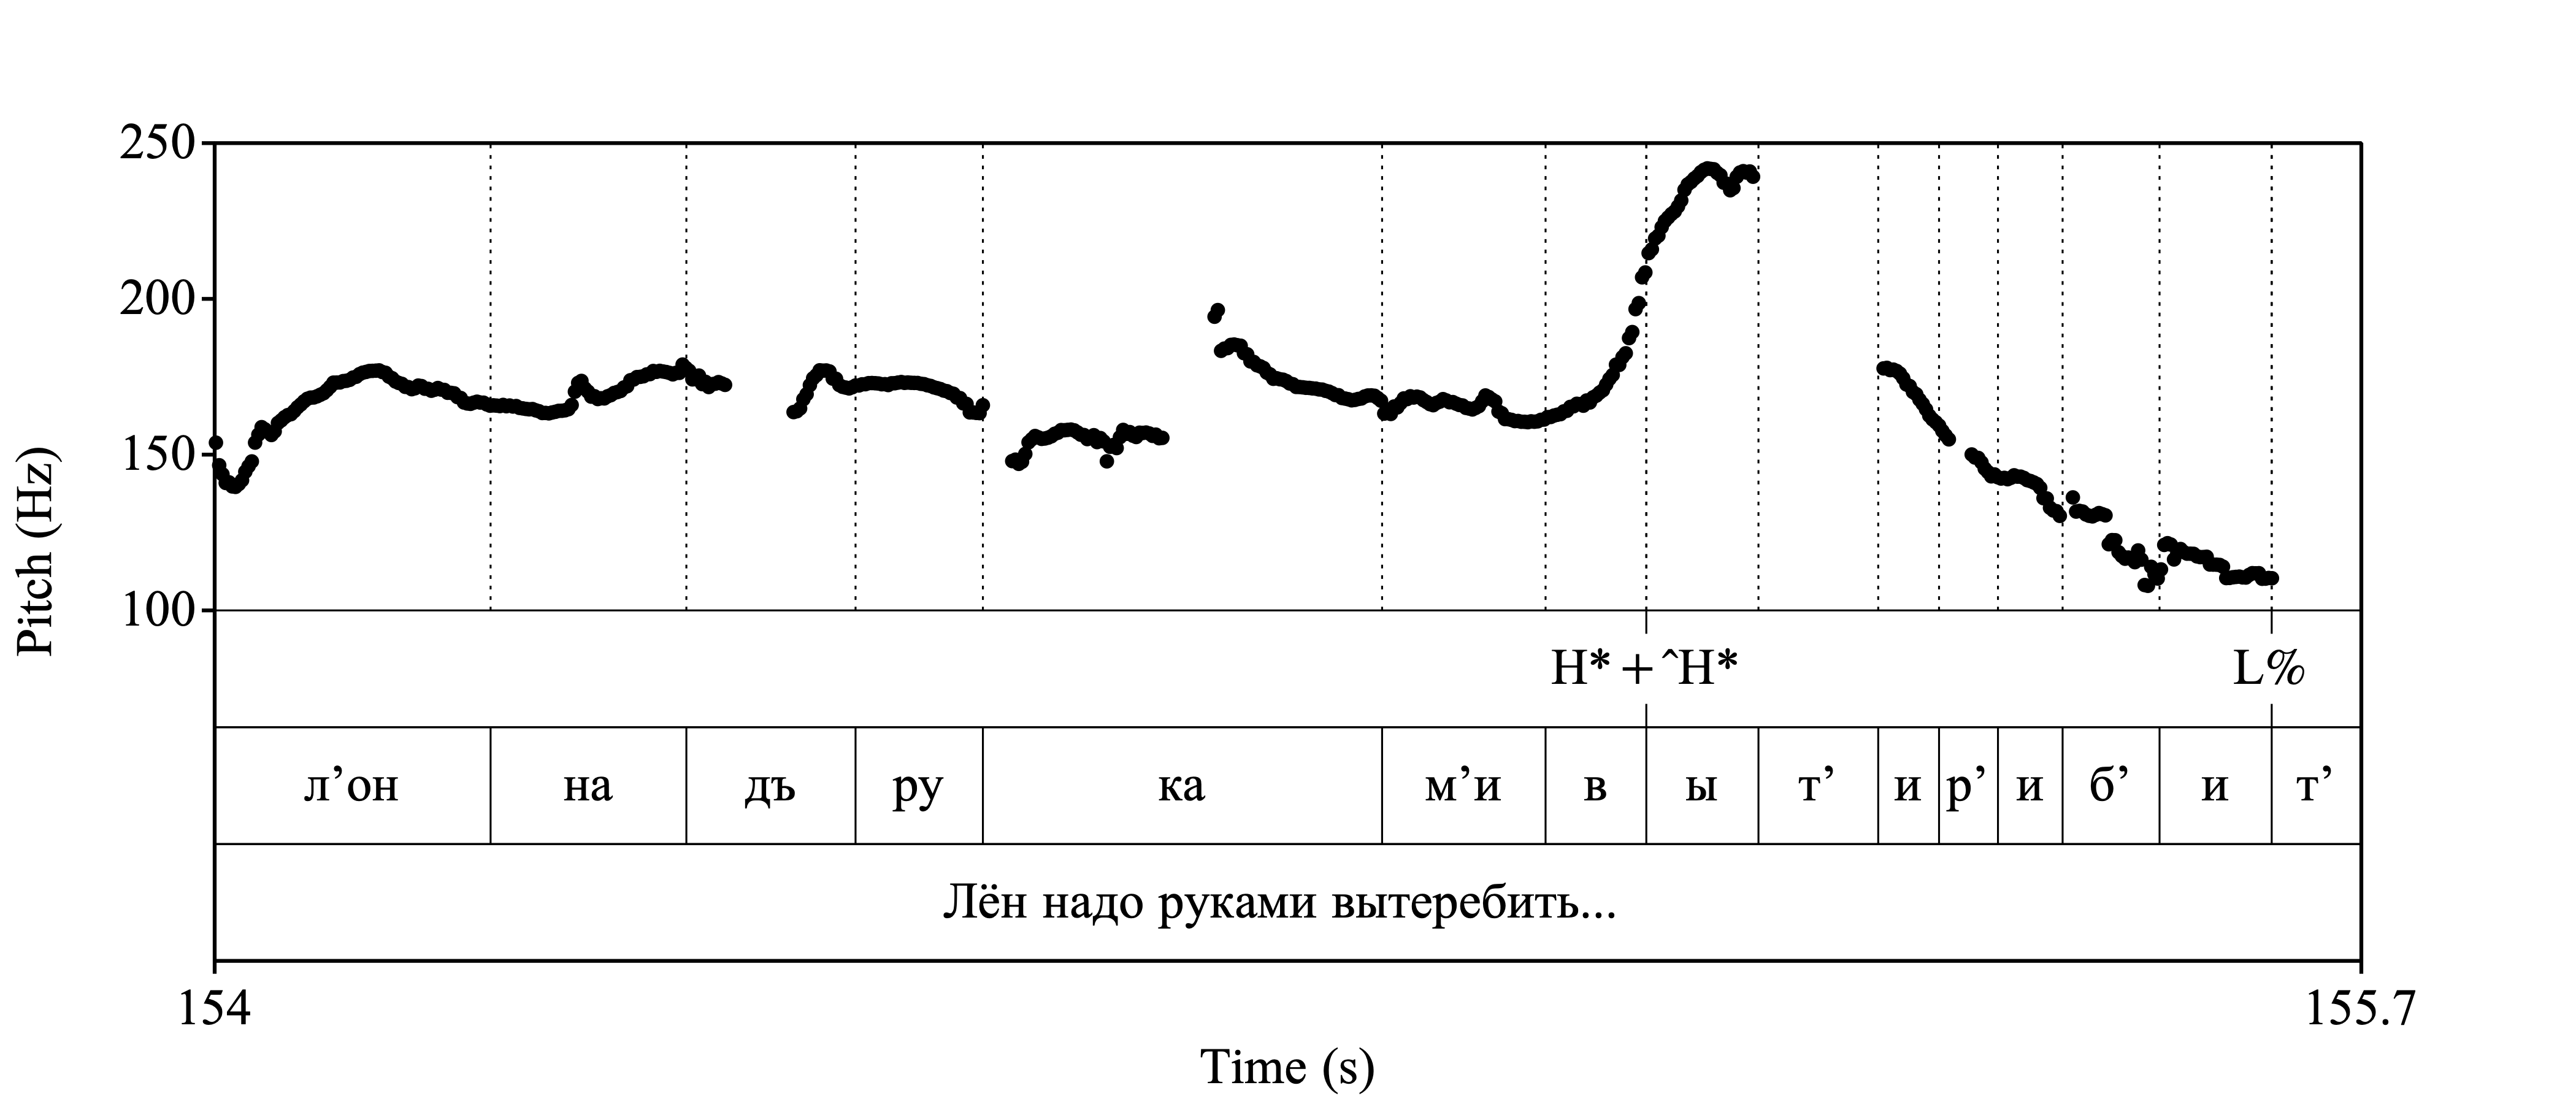 250
200
150
100
Pitch (Hz)
H* + ^H* L%
л’он на дъ ру ка м’и в ы т’ и р’ и б’ и т’
Лён надо руками вытеребить...
154 155.7
Time (s)